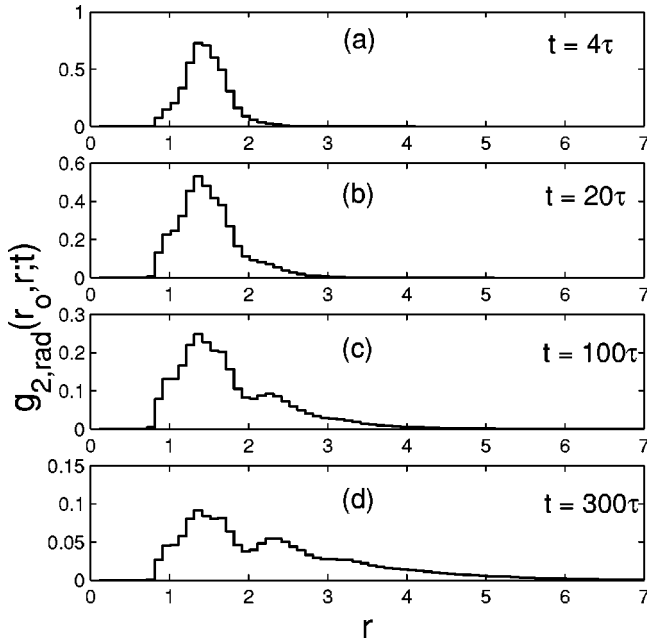 g2,rad(ro,r;t)
1
0.5
0
(a)
t = 4τ
0 1 2 3 4 5 6 7
0.6
0.4
0.2
0
(b)
t = 20τ
0 1 2 3 4 5 6 7
0.3
0.2
0.1
0
(c)
t = 100τ
0 1 2 3 4 5 6 7
0.15
0.1
0.05
0
(d)
t = 300τ
0 1 2 3 4 5 6 7
r